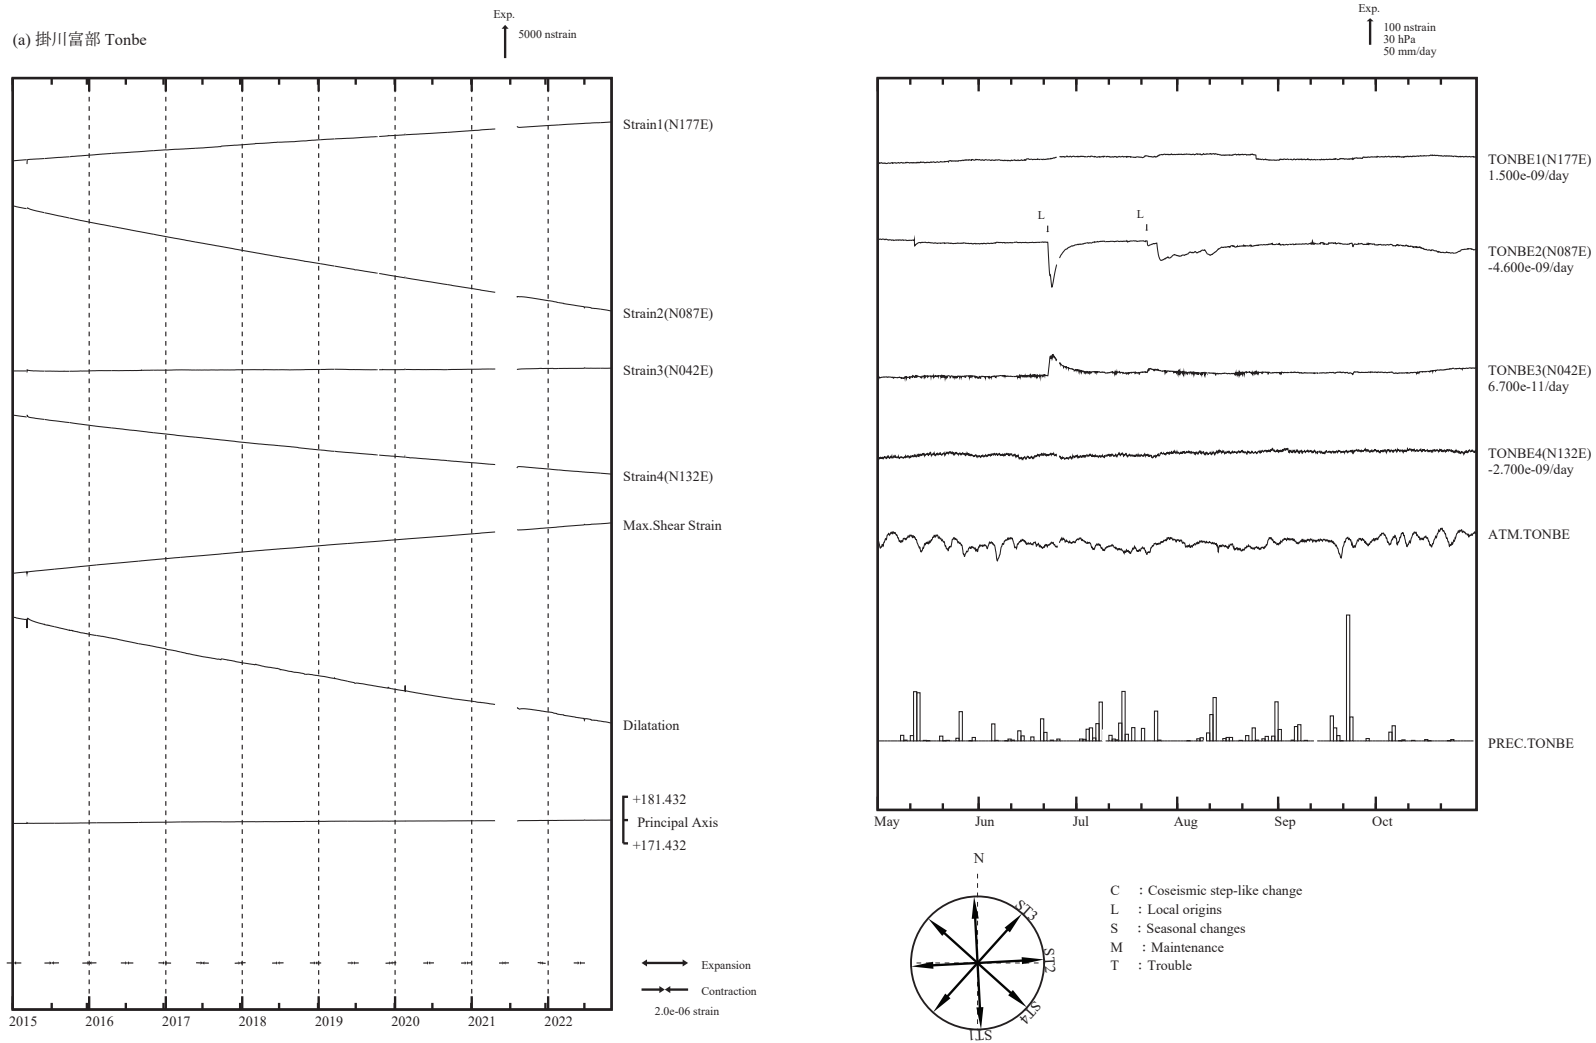 (a) 掛川富部 Tonbe
Exp.
5000 nstrain
Strain1(N177E)
Strain2(N087E)
Strain3(N042E)
Strain4(N132E)
Max.Shear Strain
Dilatation
+181.432
Principal Axis
+171.432
Expansion
Contraction
2.0e-06 strain
2015 2016 2017 2018 2019 2020 2021 2022
Exp.
100 nstrain
30 hPa
50 mm/day
TONBE1(N177E)
1.500e-09/day
L L
TONBE2(N087E)
-4.600e-09/day
TONBE3(N042E)
6.700e-11/day
TONBE4(N132E)
-2.700e-09/day
ATM.TONBE
PREC.TONBE
May Jun Jul Aug Sep Oct
N
ST3
ST2
ST4
ST1
C : Coseismic step-like change
L : Local origins
S : Seasonal changes
M : Maintenance
T : Trouble